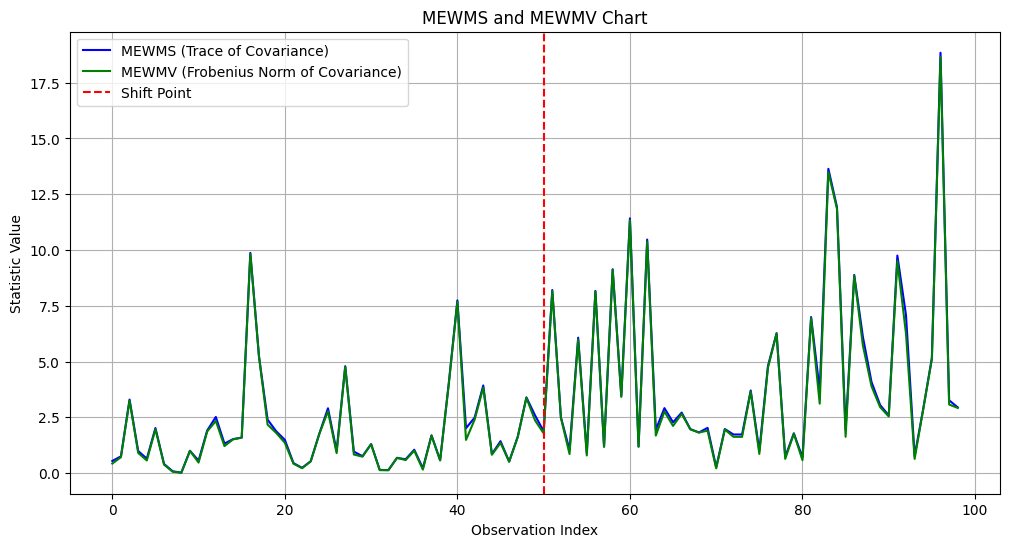 MEWMS and MEWMV Chart
MEWMS (Trace of Covariance)
MEWMV (Frobenius Norm of Covariance)
Shift Point
Statistic Value
17.5
15.0
12.5
10.0
7.5
5.0
2.5
0.0
0 20 40 60 80 100
Observation Index